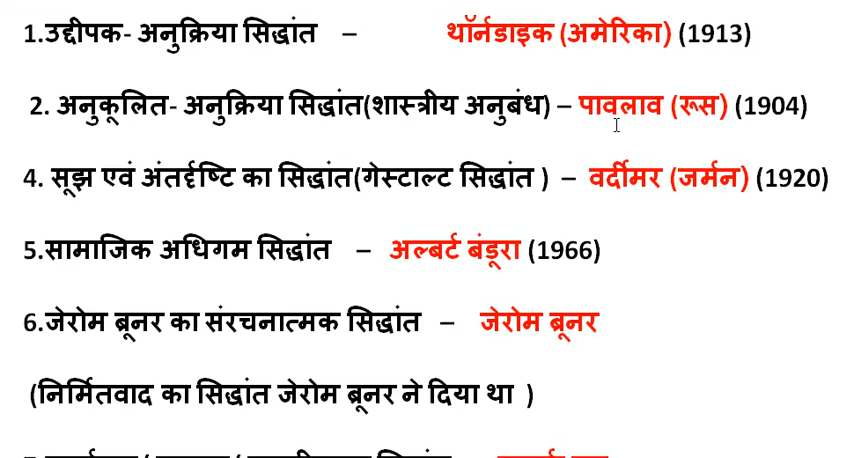 1.उद्दीपक- अनुक्रिया सिद्धांत – थॉर्नडाइक (अमेरिका) (1913)
2. अनुकूलित- अनुक्रिया सिद्धांत(शास्त्रीय अनुबंध) – पावलाव (रूस) (1904)
4. सूझ एवं अंतर्दृष्टि का सिद्धांत(गेस्टाल्ट सिद्धांत ) – वर्दीमर (जर्मन) (1920)
5.सामाजिक अधिगम सिद्धांत – अल्बर्ट बंडूरा (1966)
6.जेरोम ब्रूनर का संरचनात्मक सिद्धांत – जेरोम ब्रूनर
(निर्मितवाद का सिद्धांत जेरोम ब्रूनर ने दिया था )